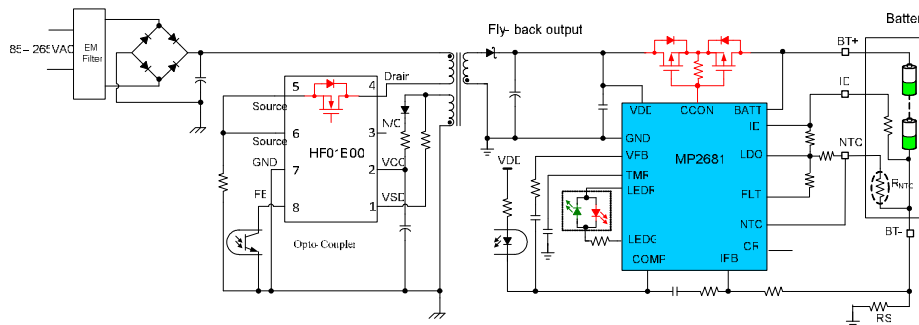 Batter
Fly-back output
BT+
85-265VAC
EM
Filter
ID
5
4
Drain
Source
VDD
CCON
BATT
N/C
ID
Source
6
3
GND
NTC
GND
HF01E00
VCC
VDD
VFB
MP2681
LDO
7
2
TMR
RNTC
FB
VSD
LEDR
FLT
8
1
NTC
BT-
Opto-Coupler
LEDG
CR
COMP
IFB
RS